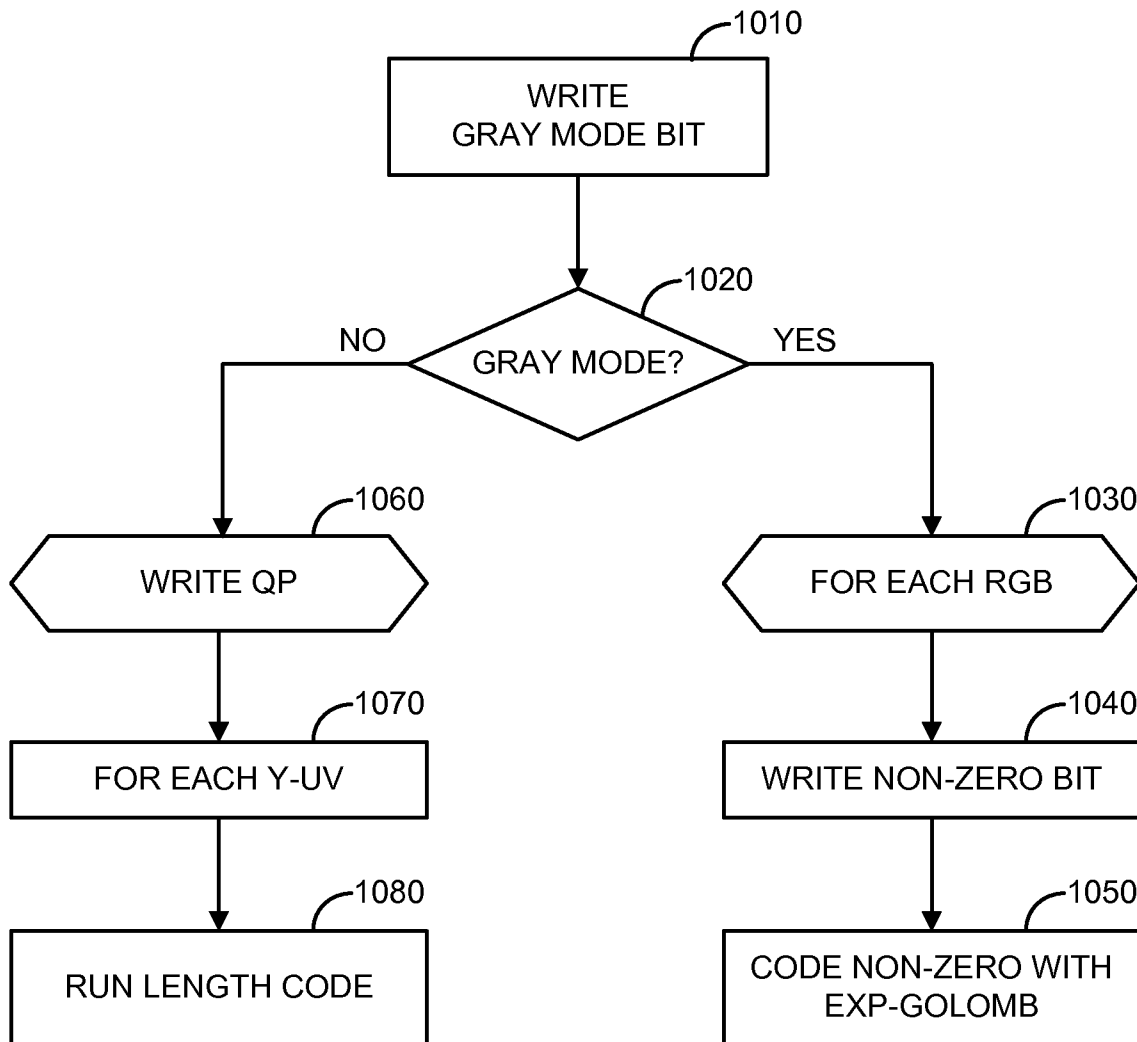 1010
WRITE
GRAY MODE BIT
1020
NO
GRAY MODE?
YES
1060
WRITE QP
1030
FOR EACH RGB
1070
FOR EACH Y-UV
1040
WRITE NON-ZERO BIT
1080
RUN LENGTH CODE
1050
CODE NON-ZERO WITH
EXP-GOLOMB